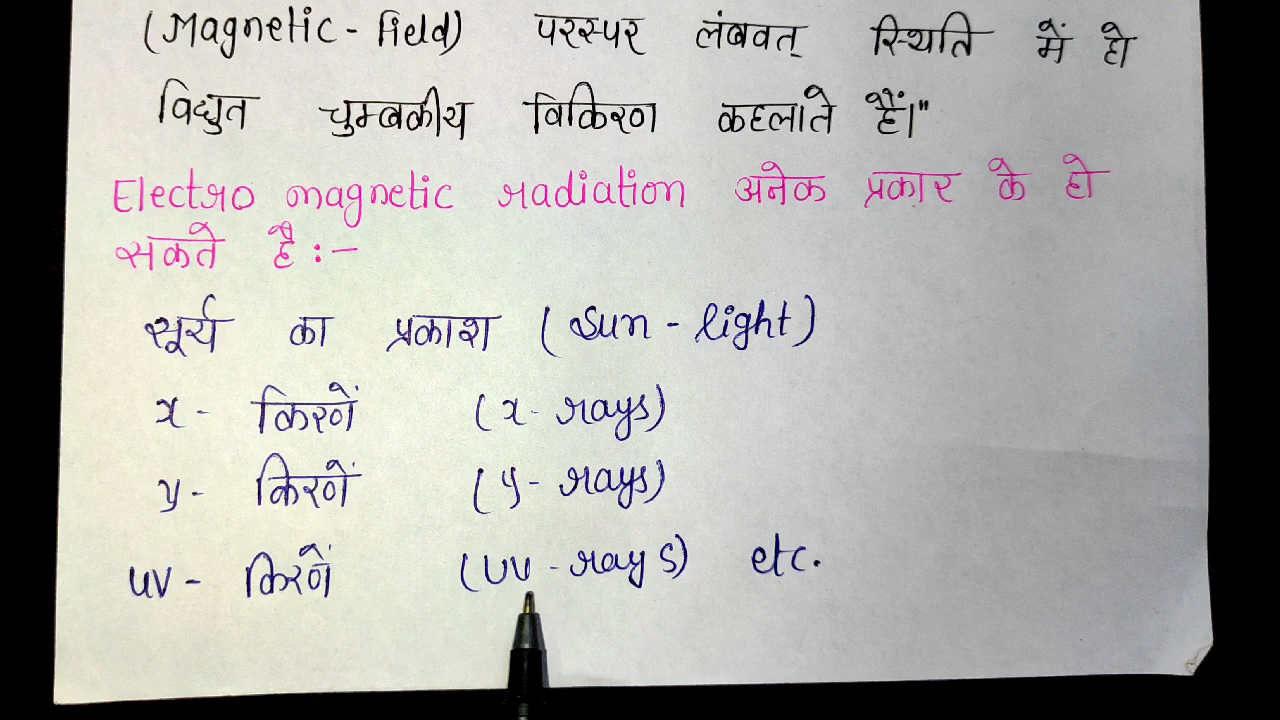 (Magnetic - field) परस्पर लंबवत् स्थिति में हो
विद्युत चुम्बकीय विकिरण कहलाते हैं।"
Electro magnetic radiation अनेक प्रकार के हो
सकते है :-
सूर्य का प्रकाश (Sun - light)
x - किरणें (x - rays)
y - किरणें (y - rays)
uv - किरणें (UV - rays) etc.